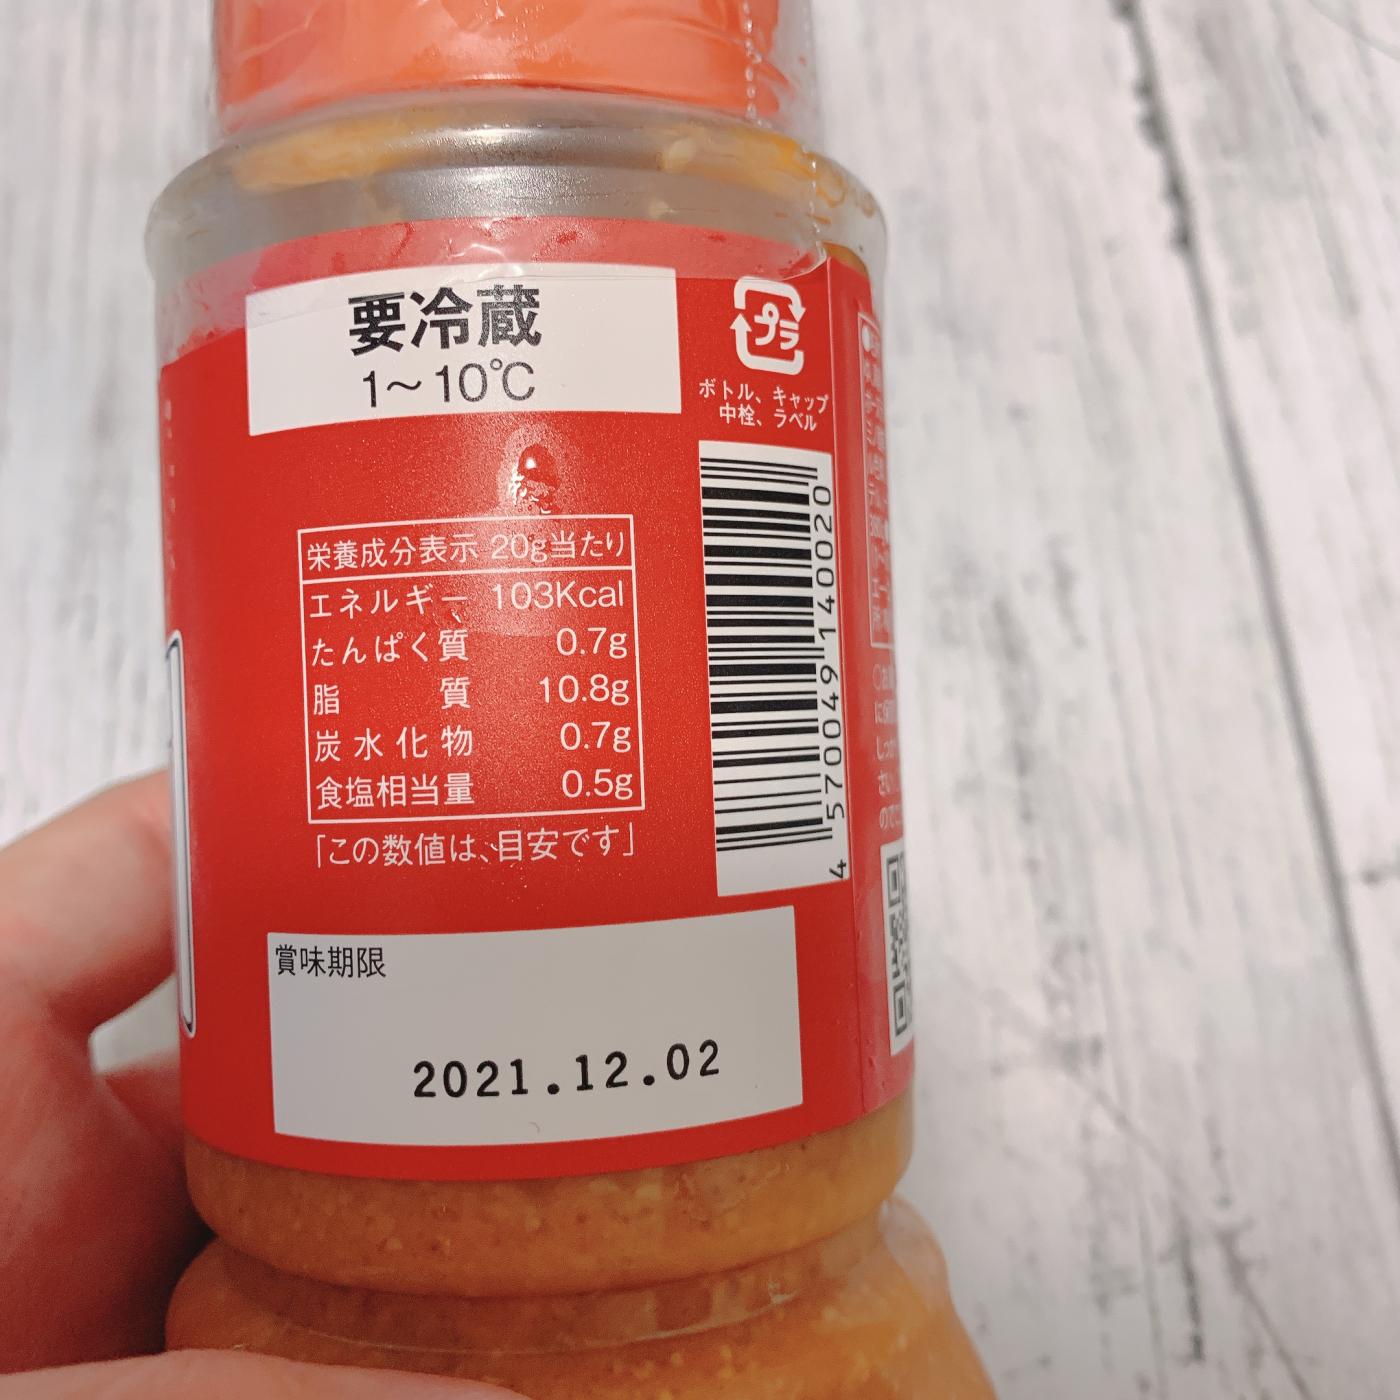 要冷蔵
1～10℃
プラ
ボトル、キャップ
中栓、ラベル
栄養成分表示 20g当たり
エネルギー 103Kcal
たんぱく質 0.7g
脂質 10.8g
炭水化物 0.7g
食塩相当量 0.5g
「この数値は、目安です」
4 570049 140020
賞味期限
2021.12.02